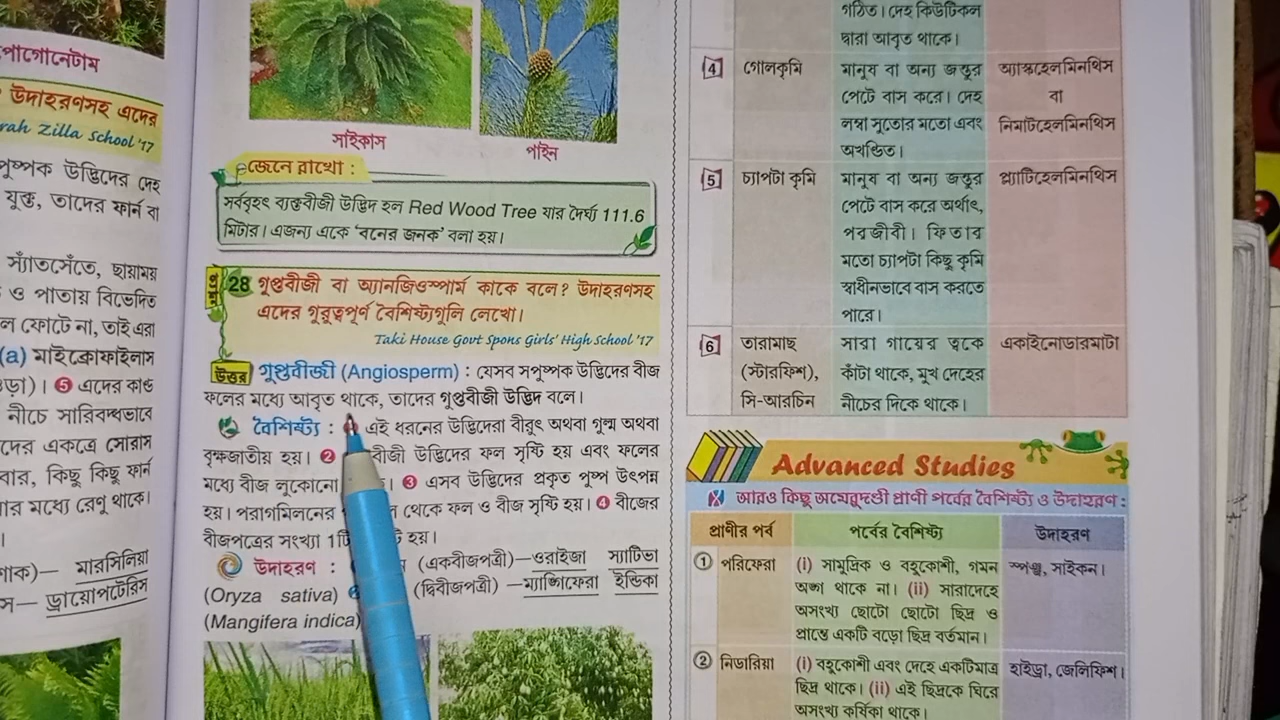 পোগোনেটাম
উদাহরণসহ এদের
rah Zilla School '17
পুষ্পক উদ্ভিদের দেহ
যুক্ত, তাদের ফার্ন বা
স্যাঁতসেঁতে, ছায়াময়
ও পাতায় বিভেদিত
ল ফোটে না, তাই এরা
(a) মাইক্রোফাইলাস
ড়া)। 5 এদের কাণ্ড
নীচে সারিবদ্ধভাবে
দের একত্রে সোরাস
বার, কিছু কিছু ফার্ন
ার মধ্যে রেণু থাকে।
শাক)— মারসিলিয়া
স— ড্রায়োপটেরিস
সাইকাস
পাইন
জেনে রাখো :
সর্ববৃহৎ ব্যক্তবীজী উদ্ভিদ হল Red Wood Tree যার দৈর্ঘ্য 111.6
মিটার। এজন্য একে ‘বনের জনক’ বলা হয়।
প্রশ্ন 28 গুপ্তবীজী বা অ্যানজিওস্পার্ম কাকে বলে? উদাহরণসহ
এদের গুরুত্বপূর্ণ বৈশিষ্ট্যগুলি লেখো।
Taki House Govt Spons Girls' High School '17
উত্তর গুপ্তবীজী (Angiosperm) : যেসব সপুষ্পক উদ্ভিদের বীজ
ফলের মধ্যে আবৃত থাকে, তাদের গুপ্তবীজী উদ্ভিদ বলে।
বৈশিষ্ট্য : এই ধরনের উদ্ভিদেরা বীরুৎ অথবা গুল্ম অথবা
বৃক্ষজাতীয় হয়। 2 বীজী উদ্ভিদের ফল সৃষ্টি হয় এবং ফলের
মধ্যে বীজ লুকোনো । 3 এসব উদ্ভিদের প্রকৃত পুষ্প উৎপন্ন
হয়। পরাগমিলনের থেকে ফল ও বীজ সৃষ্টি হয়। 4 বীজের
বীজপত্রের সংখ্যা 1টি টি হয়।
উদাহরণ : (একবীজপত্রী)—ওরাইজা স্যাটিভা
(Oryza sativa) (দ্বিবীজপত্রী) —ম্যাঙ্গিফেরা ইন্ডিকা
(Mangifera indica)
গঠিত। দেহ কিউটিকল
দ্বারা আবৃত থাকে।
4 গোলকৃমি মানুষ বা অন্য জন্তুর অ্যাস্কহেলমিনথিস
পেটে বাস করে। দেহ বা
লম্বা সুতোর মতো এবং নিমাটহেলমিনথিস
অখণ্ডিত।
5 চ্যাপটা কৃমি মানুষ বা অন্য জন্তুর প্ল্যাটিহেলমিনথিস
পেটে বাস করে অর্থাৎ,
পরজীবী। ফিতার
মতো চ্যাপটা কিছু কৃমি
স্বাধীনভাবে বাস করতে
পারে।
6 তারামাছ সারা গায়ের ত্বকে একাইনোডারমাটা
(স্টারফিশ), কাঁটা থাকে, মুখ দেহের
সি-আরচিন নীচের দিকে থাকে।
Advanced Studies
আরও কিছু অমেরুদণ্ডী প্রাণী পর্বের বৈশিষ্ট্য ও উদাহরণ :
প্রাণীর পর্ব পর্বের বৈশিষ্ট্য উদাহরণ
1 পরিফেরা (i) সামুদ্রিক ও বহুকোশী, গমন স্পঞ্জ, সাইকন।
অঙ্গ থাকে না। (ii) সারাদেহে
অসংখ্য ছোটো ছোটো ছিদ্র ও
প্রান্তে একটি বড়ো ছিদ্র বর্তমান।
2 নিডারিয়া (i) বহুকোশী এবং দেহে একটিমাত্র হাইড্রা, জেলিফিশ।
ছিদ্র থাকে। (ii) এই ছিদ্রকে ঘিরে
অসংখ্য কর্ষিকা থাকে।